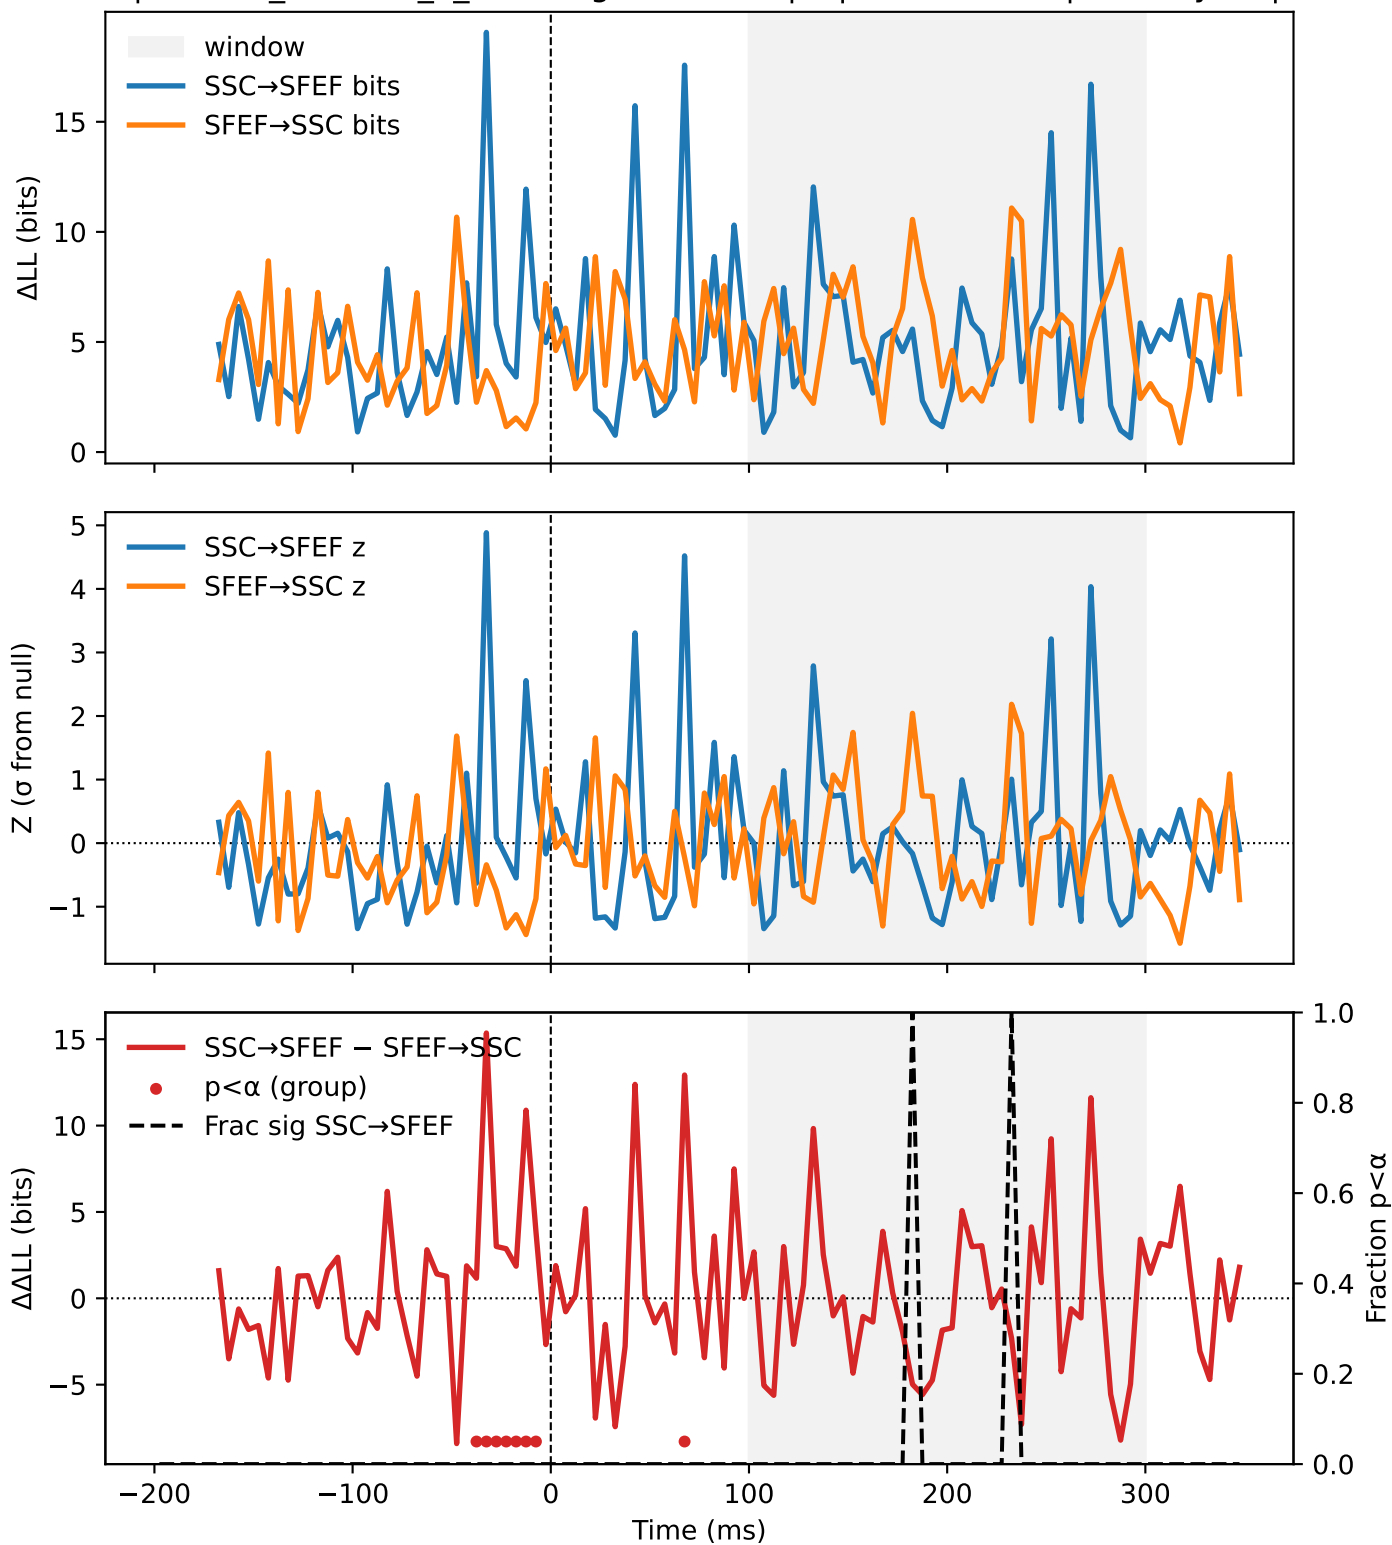 window
SSC→SFEF bits
SFEF→SSC bits
ΔLL (bits)
15
10
5
0
SSC→SFEF z
SFEF→SSC z
Z (σ from null)
5
4
3
2
1
0
−1
SSC→SFEF − SFEF→SSC
p<α (group)
Frac sig SSC→SFEF
ΔΔLL (bits)
15
10
5
0
−5
1.0
0.8
0.6
0.4
0.2
0.0
Fraction p<α
−200
−100
0
100
200
300
Time (ms)